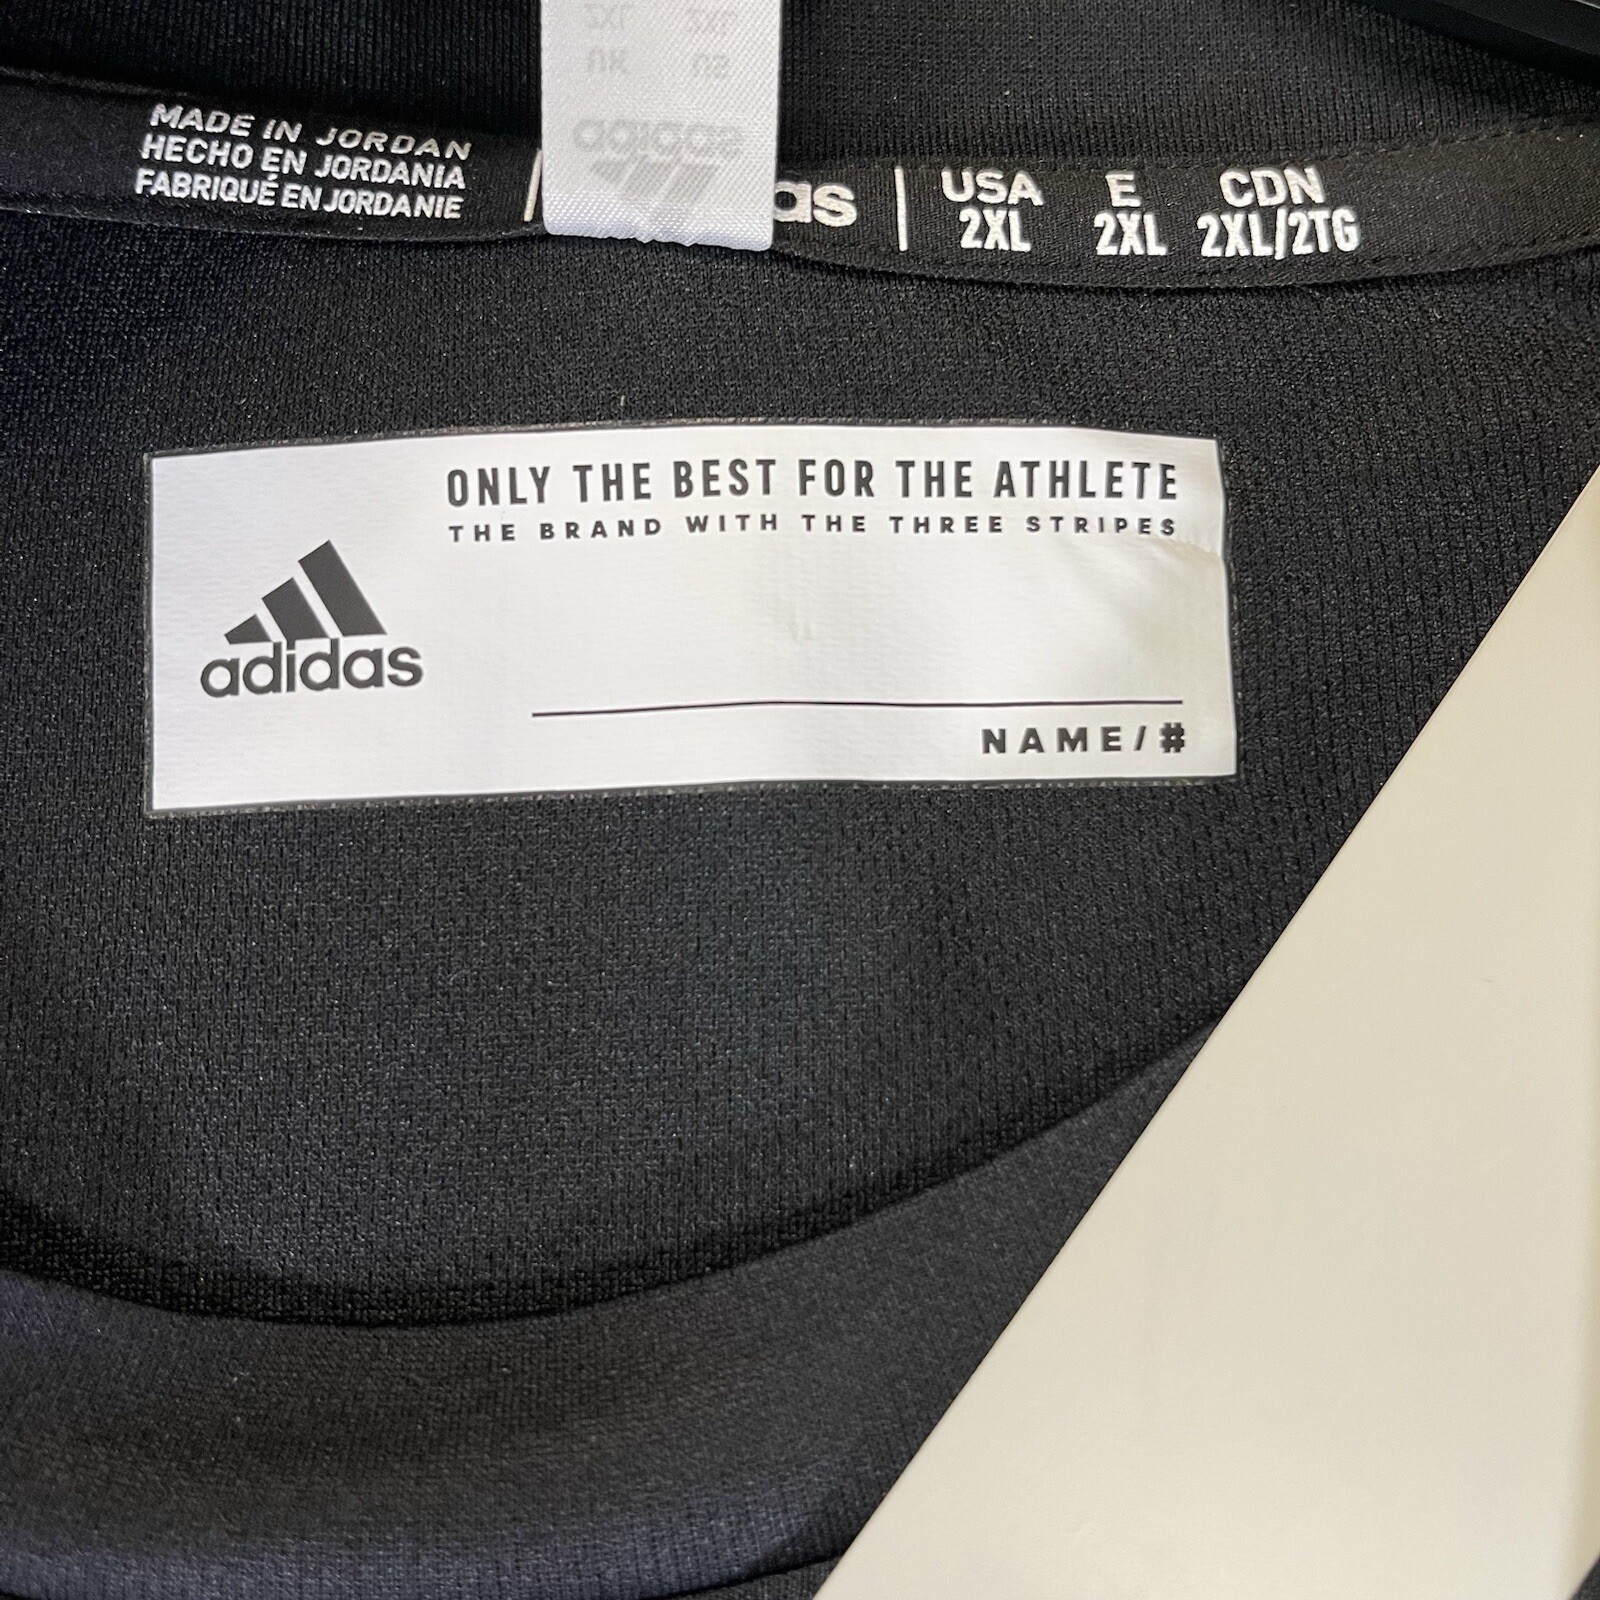 MADE IN JORDAN
HECHO EN JORDANIA
FABRIQUÉ EN JORDANIE
as
USA E CDN
2XL 2XL 2XL/2TG
ONLY THE BEST FOR THE ATHLETE
THE BRAND WITH THE THREE STRIPES
adidas
NAME/#